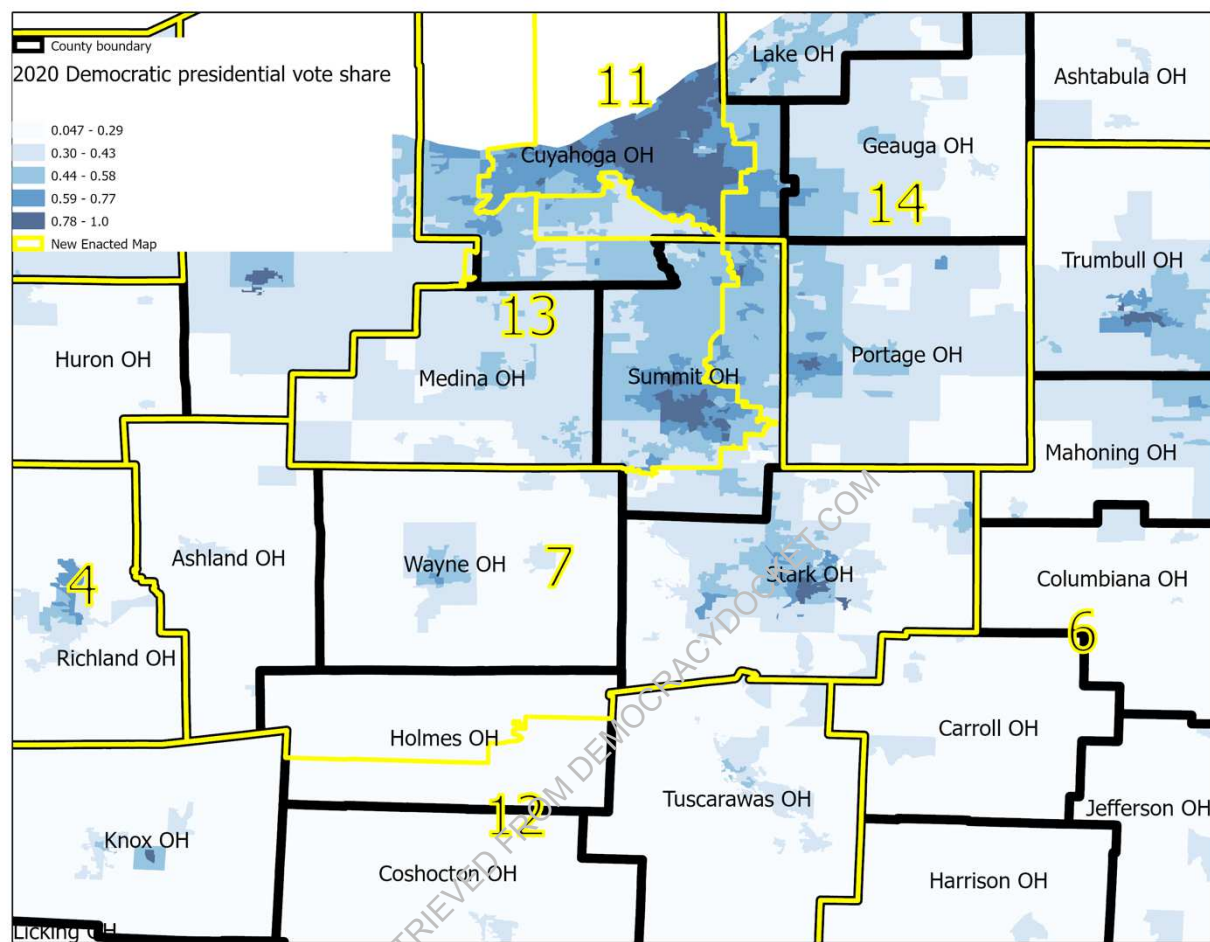 County boundary
2020 Democratic presidential vote share
0.047 - 0.29
0.30 - 0.43
0.44 - 0.58
0.59 - 0.77
0.78 - 1.0
New Enacted Map
11
Lake OH
Ashtabula OH
Cuyahoga OH
Geauga OH
14
Trumbull OH
13
Huron OH
Medina OH
Summit OH
Portage OH
Mahoning OH
Ashland OH
Wayne OH
7
Stark OH
Columbiana OH
4
6
Richland OH
Holmes OH
Carroll OH
12
Tuscarawas OH
Jefferson OH
Knox OH
Coshocton OH
Harrison OH
Licking OH
TRIEVED FROM DEMOCRACYDOCKET.COM